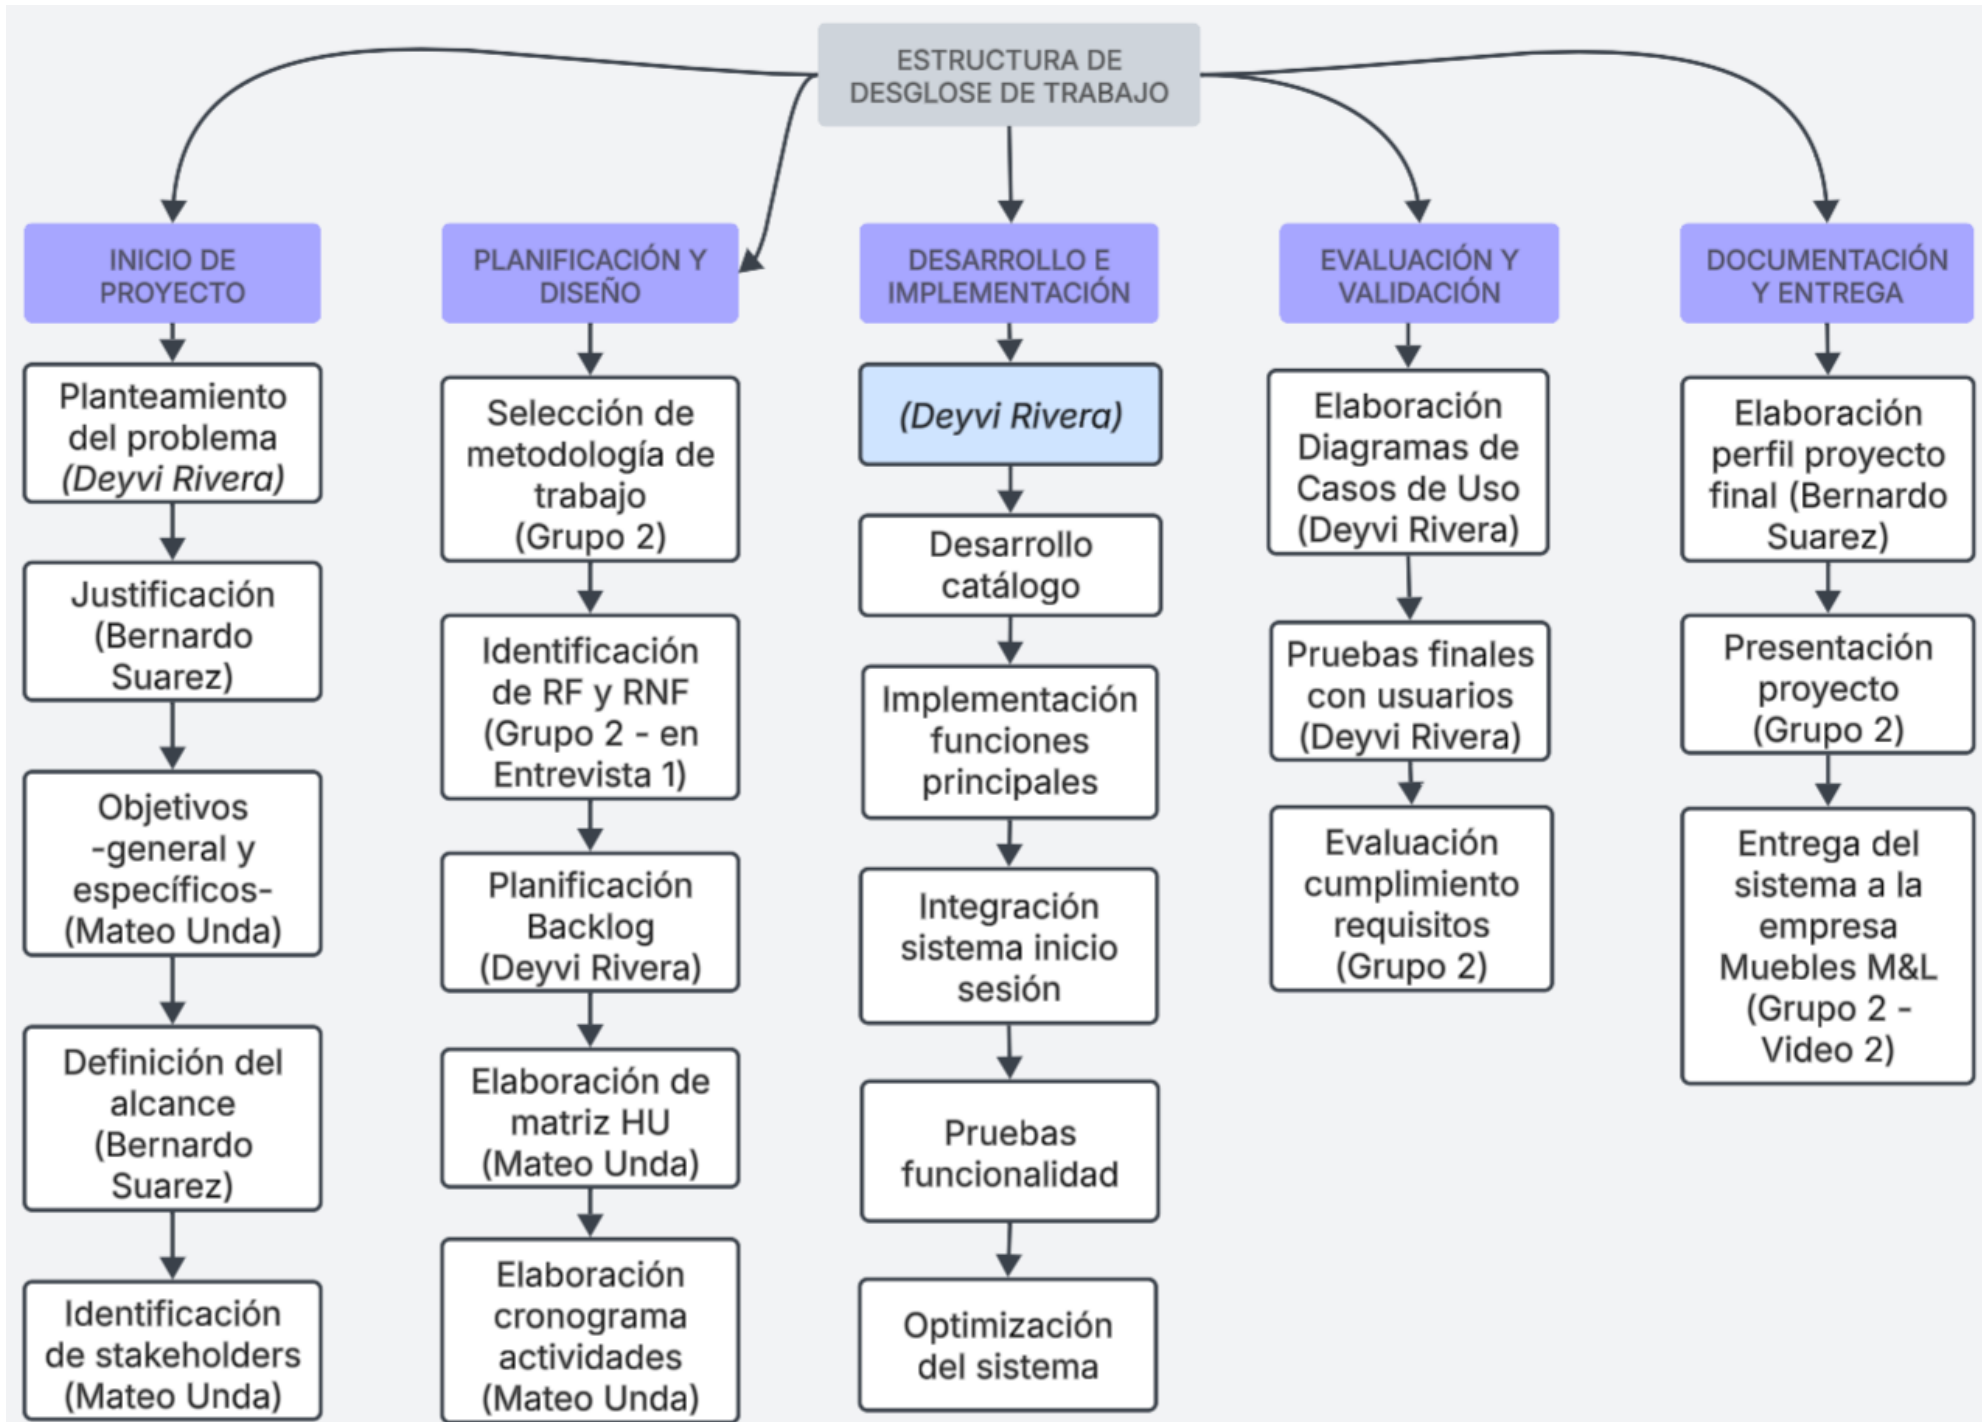 ESTRUCTURA DE
DESGLOSE DE TRABAJO
INICIO DE
PROYECTO
Planteamiento
del problema
(Deyvi Rivera)
Justificación
(Bernardo
Suarez)
Objetivos
-general y
específicos-
(Mateo Unda)
Definición del
alcance
(Bernardo
Suarez)
Identificación
de stakeholders
(Mateo Unda)
PLANIFICACIÓN Y
DISEÑO
Selección de
metodología de
trabajo
(Grupo 2)
Identificación
de RF y RNF
(Grupo 2 - en
Entrevista 1)
Planificación
Backlog
(Deyvi Rivera)
Elaboración de
matriz HU
(Mateo Unda)
Elaboración
cronograma
actividades
(Mateo Unda)
DESARROLLO E
IMPLEMENTACIÓN
(Deyvi Rivera)
Desarrollo
catálogo
Implementación
funciones
principales
Integración
sistema inicio
sesión
Pruebas
funcionalidad
Optimización
del sistema
EVALUACIÓN Y
VALIDACIÓN
Elaboración
Diagramas de
Casos de Uso
(Deyvi Rivera)
Pruebas finales
con usuarios
(Deyvi Rivera)
Evaluación
cumplimiento
requisitos
(Grupo 2)
DOCUMENTACIÓN
Y ENTREGA
Elaboración
perfil proyecto
final (Bernardo
Suarez)
Presentación
proyecto
(Grupo 2)
Entrega del
sistema a la
empresa
Muebles M&L
(Grupo 2 -
Video 2)